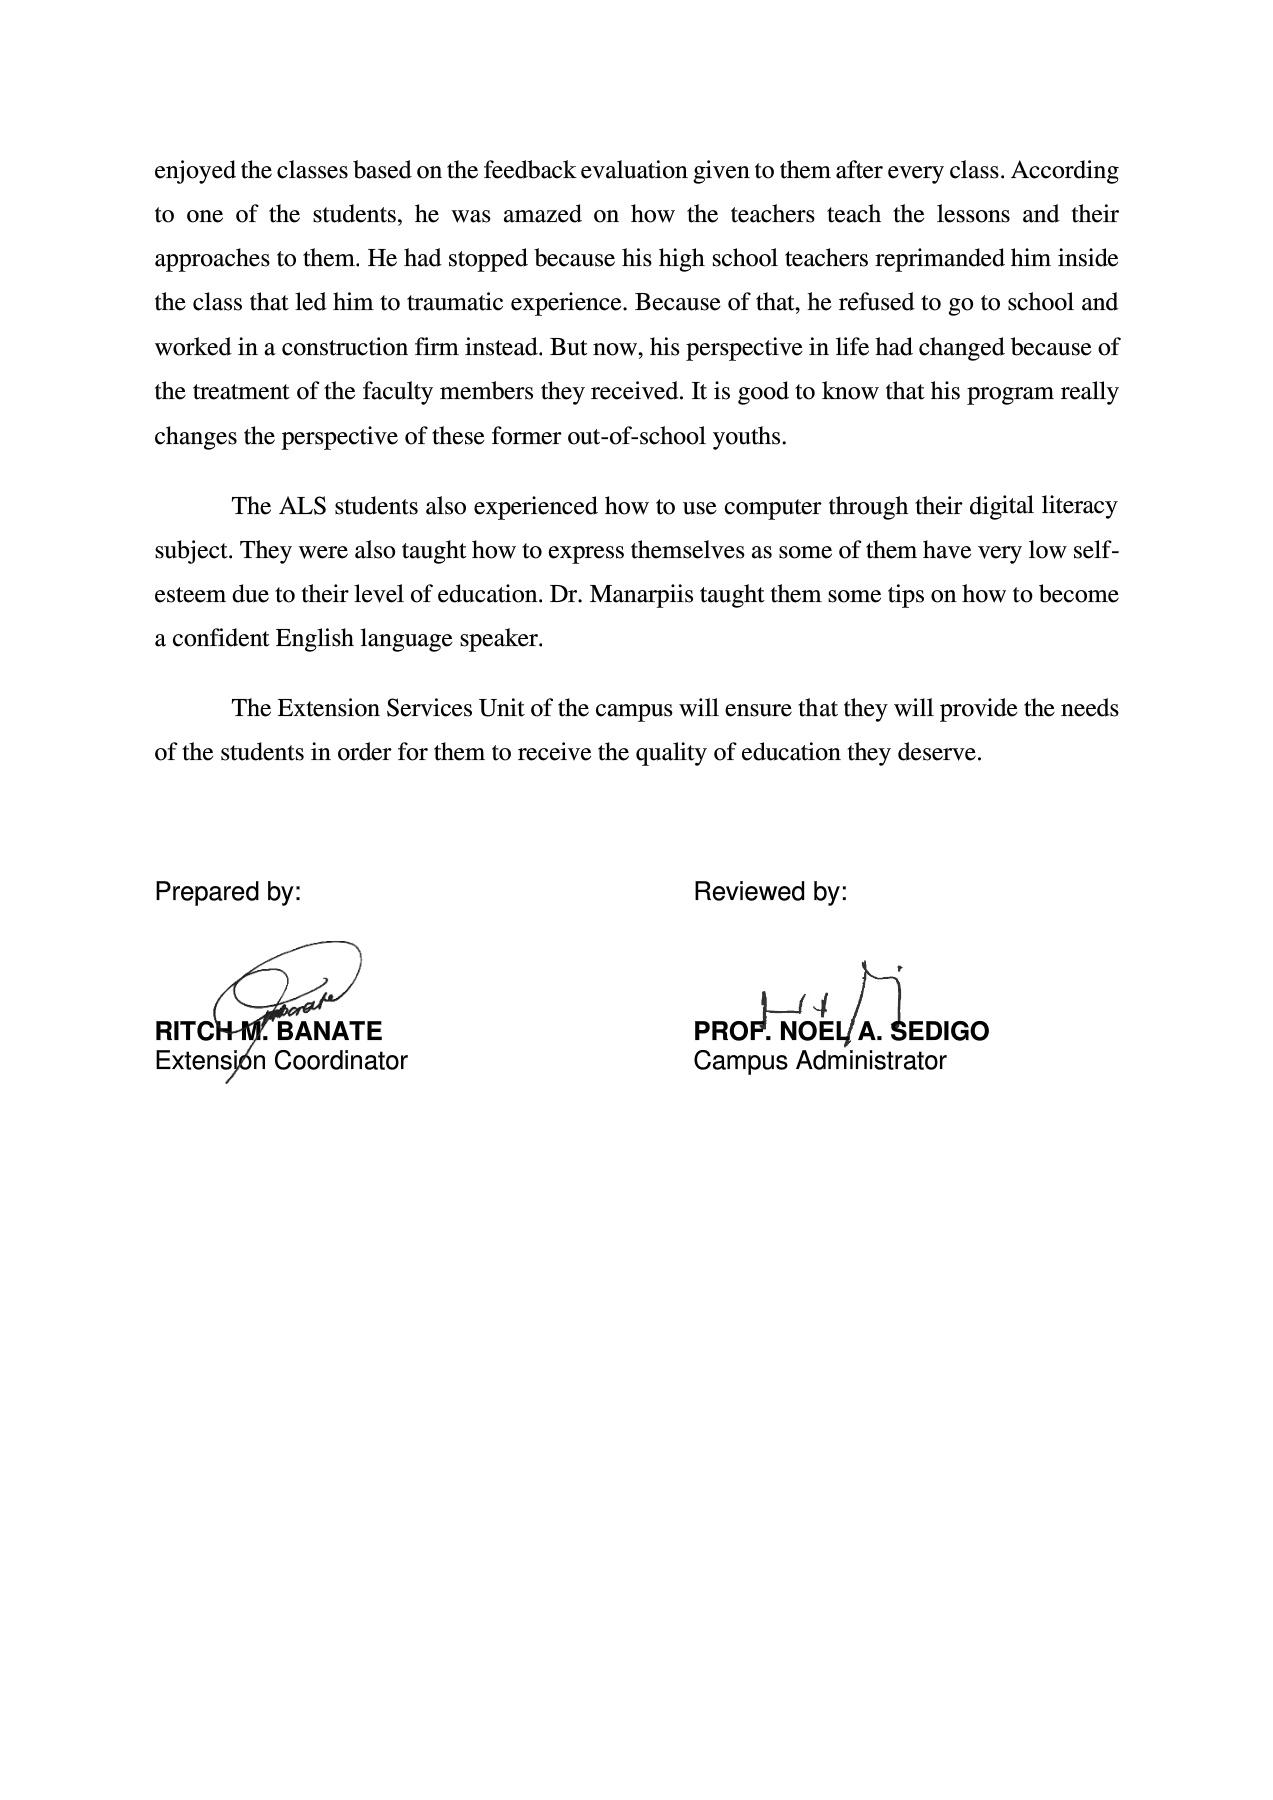 enjoyed the classes based on the feedback evaluation given to them after every class. According
to one of the students, he was amazed on how the teachers teach the lessons and their
approaches to them. He had stopped because his high school teachers reprimanded him inside
the class that led him to traumatic experience. Because of that, he refused to go to school and
worked in a construction firm instead. But now, his perspective in life had changed because of
the treatment of the faculty members they received. It is good to know that his program really
changes the perspective of these former out-of-school youths.
The ALS students also experienced how to use computer through their digital literacy
subject. They were also taught how to express themselves as some of them have very low self-
esteem due to their level of education. Dr. Manarpiis taught them some tips on how to become
a confident English language speaker.
The Extension Services Unit of the campus will ensure that they will provide the needs
of the students in order for them to receive the quality of education they deserve.
Prepared by:
RITCH M. BANATE
Extension Coordinator
Reviewed by:
PROF. NOEL A. SEDIGO
Campus Administrator